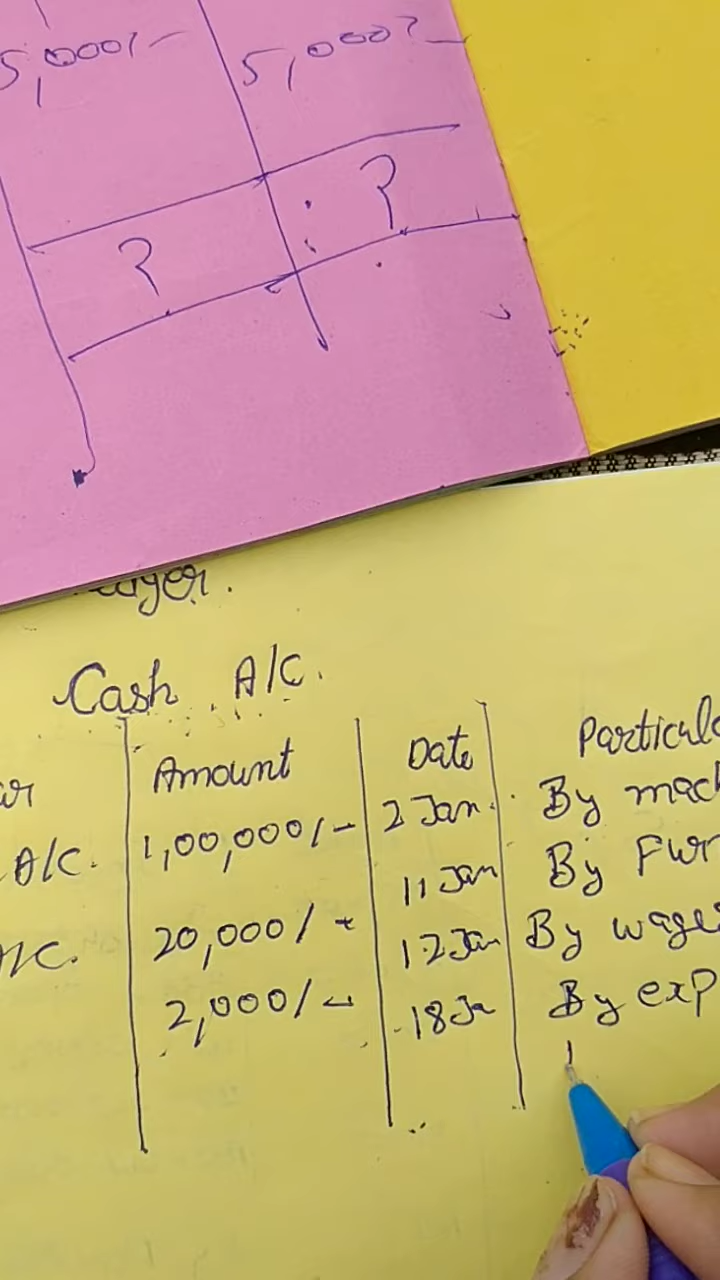 5,000/- 5,000?
? : ?
Cash A/C.
Amount Date
1,00,000/- 2 Jan. By
A/C. 11 Jan By
20,000/- 12 Jan By wages
2,000/- 18 Ja By exp